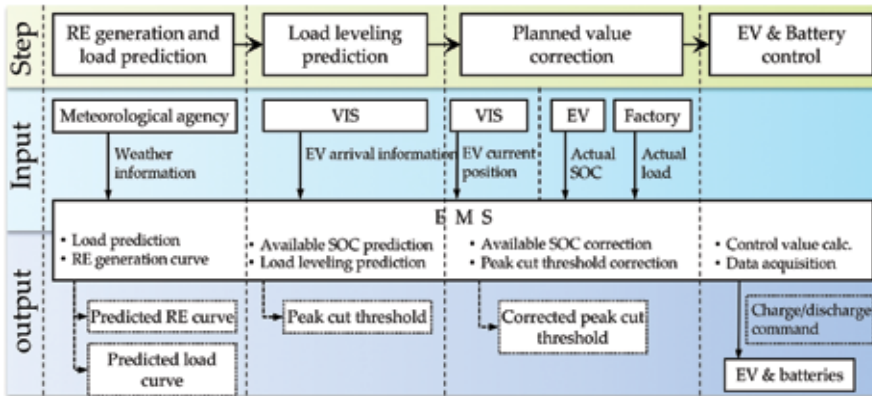 Step
RE generation and
load prediction
Load leveling
prediction
Planned value
correction
EV & Battery
control
Input
Meteorological agency
VIS
VIS
EV
Factory
Weather
information
EV arrival information
EV current
position
Actual
SOC
Actual
load
E M S
• Load prediction
• RE generation curve
• Available SOC prediction
• Load leveling prediction
• Available SOC correction
• Peak cut threshold correction
• Control value calc.
• Data acquisition
output
Predicted RE curve
Predicted load
curve
Peak cut threshold
Corrected peak cut
threshold
Charge/discharge
command
EV & batteries